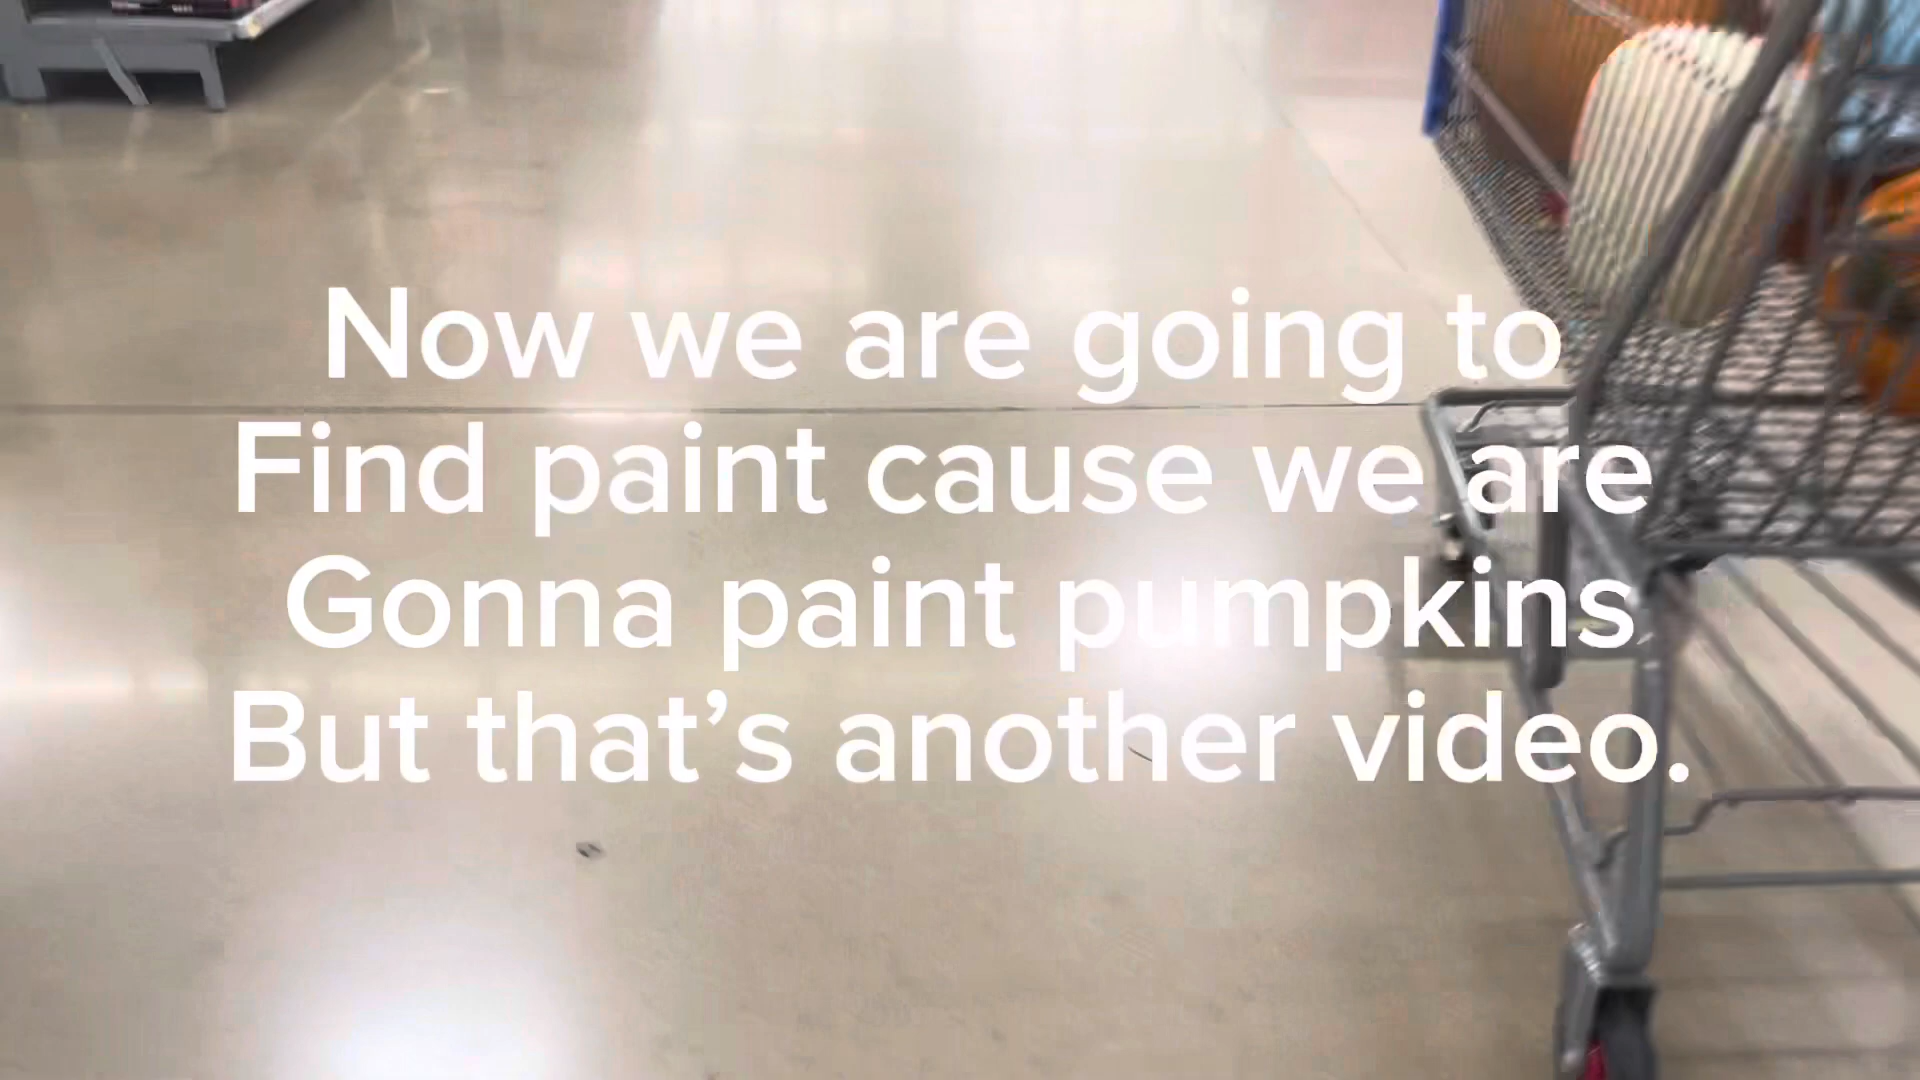 Now we are going to
Find paint cause we are
Gonna paint pumpkins
But that’s another video.